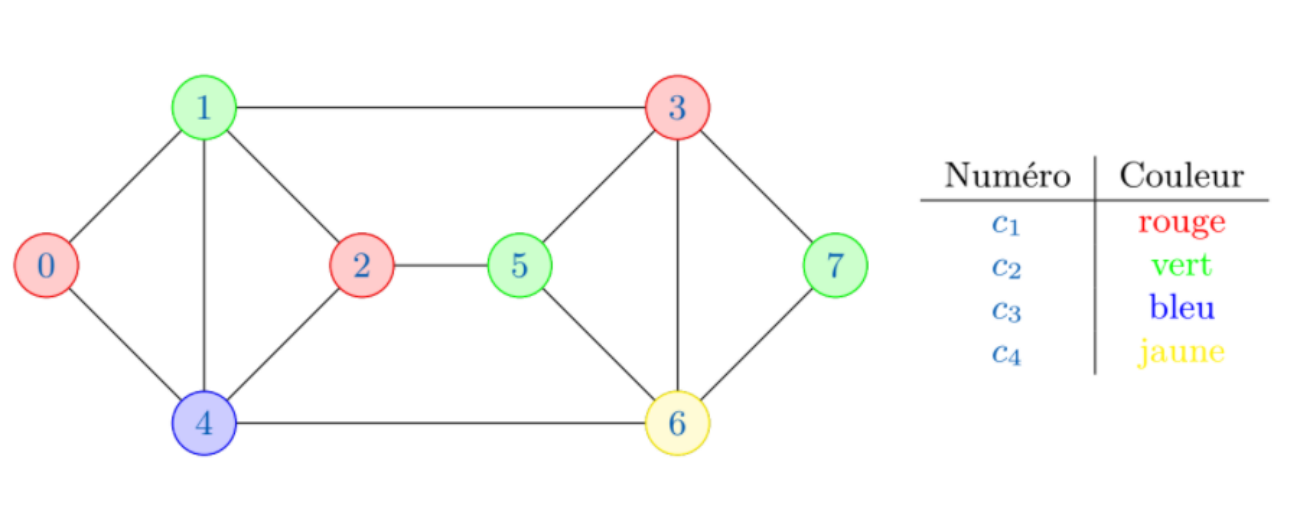 1 3
Numéro Couleur
c₁ rouge
0 2 5 7
c₂ vert
c₃ bleu
c₄ jaune
4 6